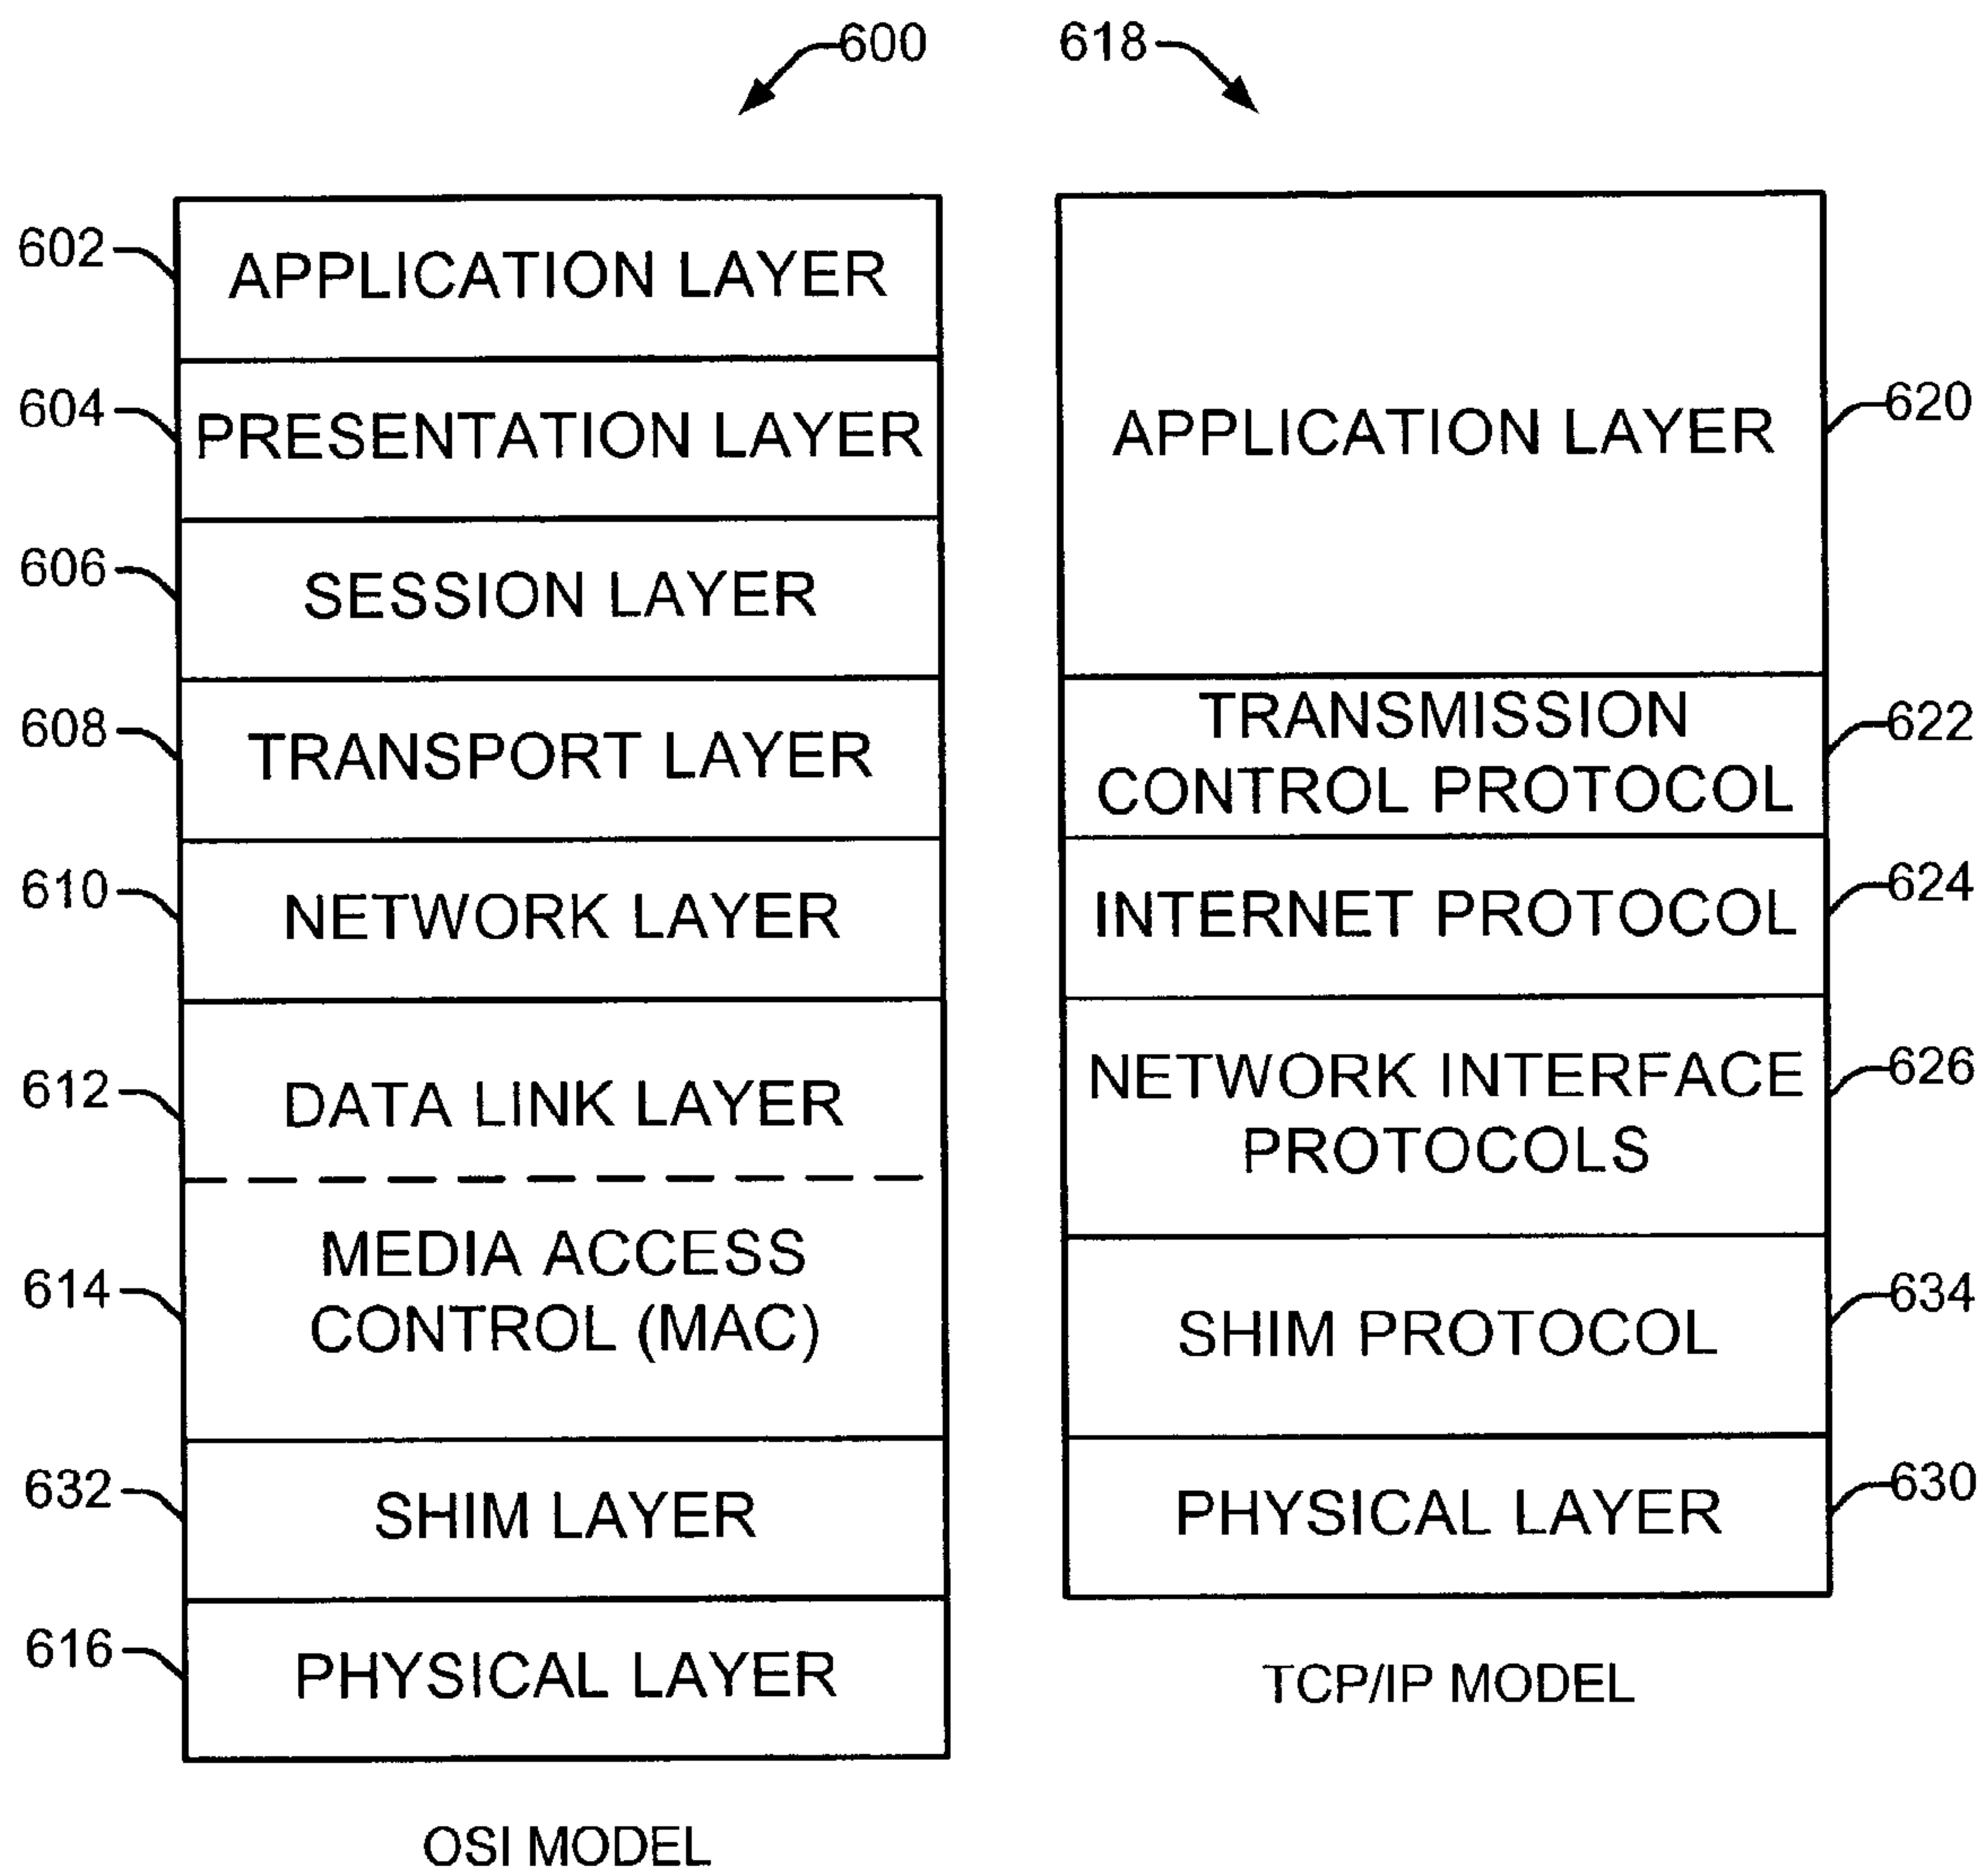 600
618
602
APPLICATION LAYER
604
PRESENTATION LAYER
606
SESSION LAYER
608
TRANSPORT LAYER
610
NETWORK LAYER
612
DATA LINK LAYER
614
MEDIA ACCESS
CONTROL (MAC)
632
SHIM LAYER
616
PHYSICAL LAYER
OSI MODEL
APPLICATION LAYER
620
TRANSMISSION
CONTROL PROTOCOL
622
INTERNET PROTOCOL
624
NETWORK INTERFACE
PROTOCOLS
626
SHIM PROTOCOL
634
PHYSICAL LAYER
630
TCP/IP MODEL